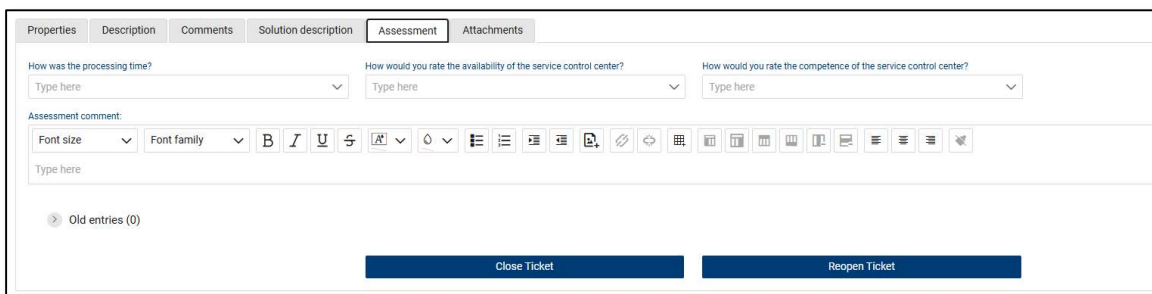 Properties Description Comments Solution description Assessment Attachments
How was the processing time? How would you rate the availability of the service control center? How would you rate the competence of the service control center?
Type here Type here Type here
Assessment comment:
Font size Font family B I U S A
Type here
Old entries (0)
Close Ticket Reopen Ticket